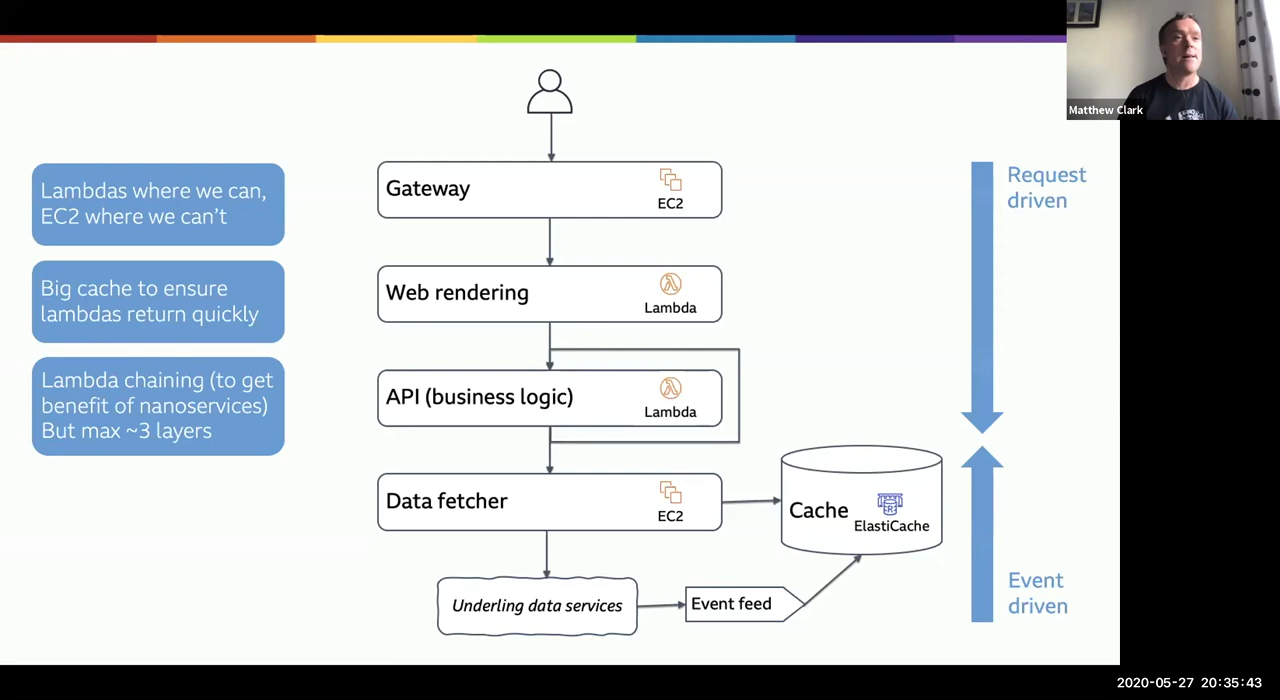 Matthew Clark
Lambdas where we can,
EC2 where we can't
Big cache to ensure
lambdas return quickly
Lambda chaining (to get
benefit of nanoservices)
But max ~3 layers
Gateway
EC2
Web rendering
Lambda
API (business logic)
Lambda
Data fetcher
EC2
Cache
R
ElastiCache
Underling data services
Event feed
Request
driven
Event
driven
2020-05-27 20:35:43